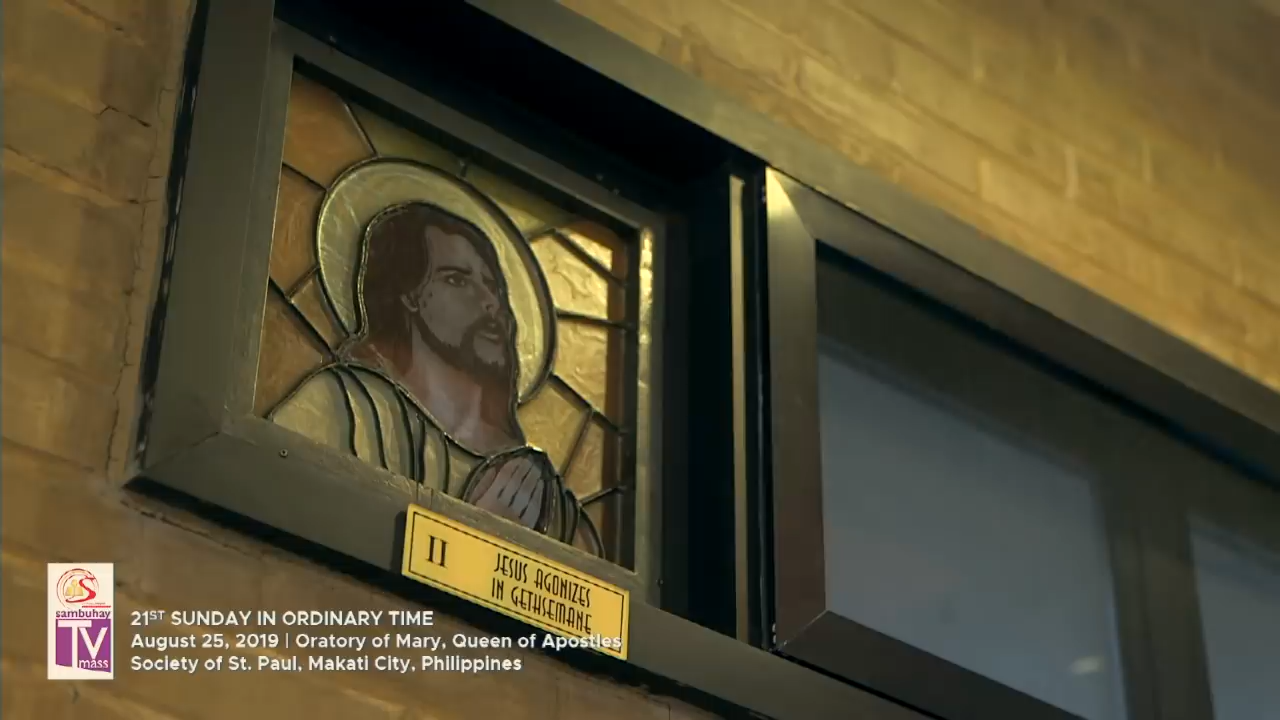 II
JESUS AGONIZES
IN GETHSEMANE
sambuhay
TV
mass
21ST SUNDAY IN ORDINARY TIME
August 25, 2019 | Oratory of Mary, Queen of Apostles
Society of St. Paul, Makati City, Philippines